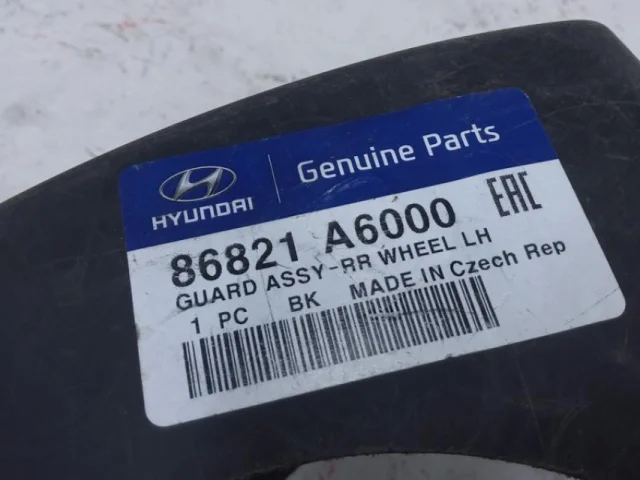 HYUNDAI
Genuine Parts
86821 A6000
EAC
GUARD ASSY-RR WHEEL LH
1 PC BK MADE IN Czech Rep